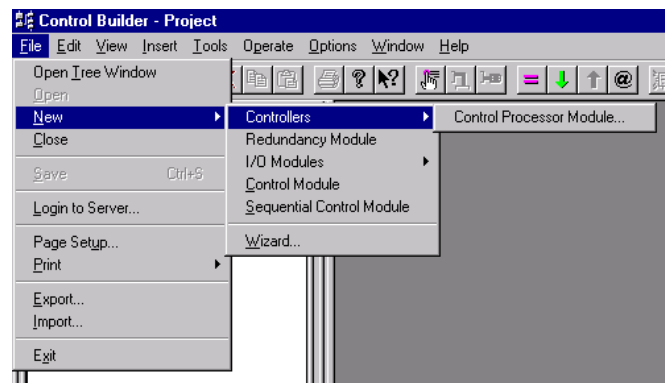 Control Builder - Project
File Edit View Insert Tools Operate Options Window Help
Open Tree Window
Open
New
Close
Save Ctrl+S
Login to Server...
Page Setup...
Print
Export...
Import...
Exit
Controllers
Redundancy Module
I/O Modules
Control Module
Sequential Control Module
Wizard...
Control Processor Module...